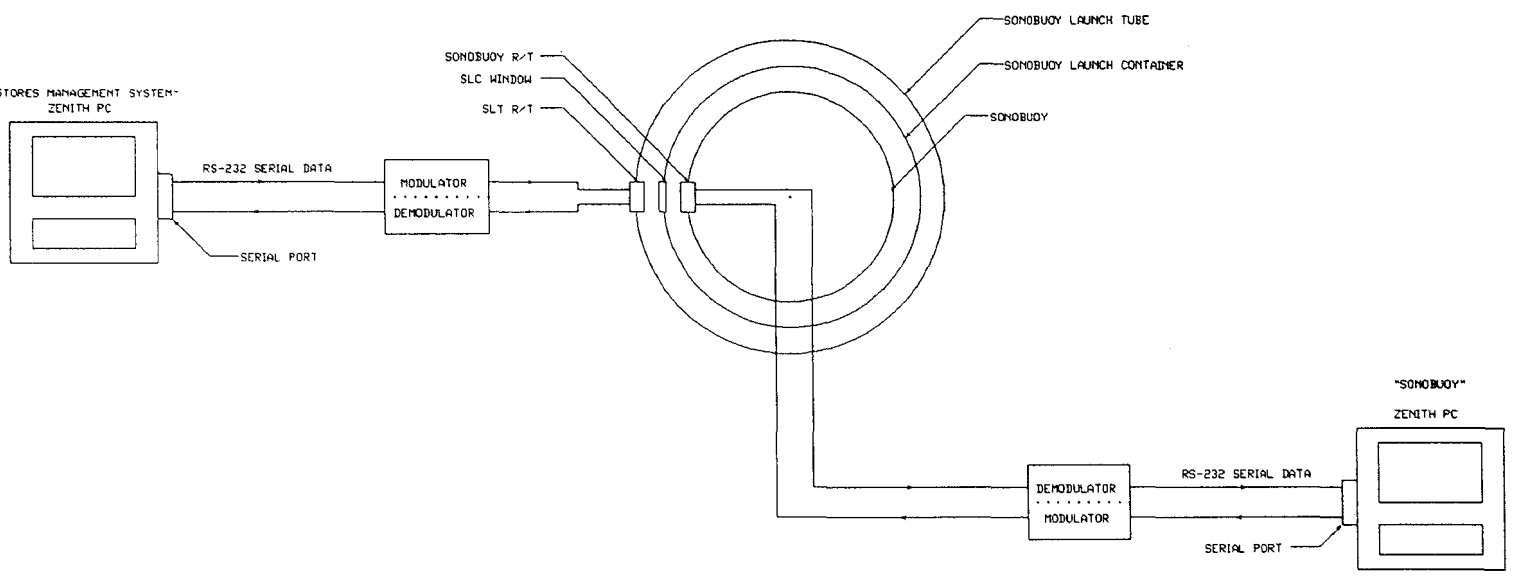 SONOBUOY LAUNCH TUBE
SONOBUOY R/T
SLC WINDOW
SLT R/T
SONOBUOY LAUNCH CONTAINER
SONOBUOY
STORES MANAGEMENT SYSTEM-
ZENITH PC
RS-232 SERIAL DATA
MODULATOR
DEMODULATOR
SERIAL PORT
"SONOBUOY"
ZENITH PC
RS-232 SERIAL DATA
DEMODULATOR
MODULATOR
SERIAL PORT